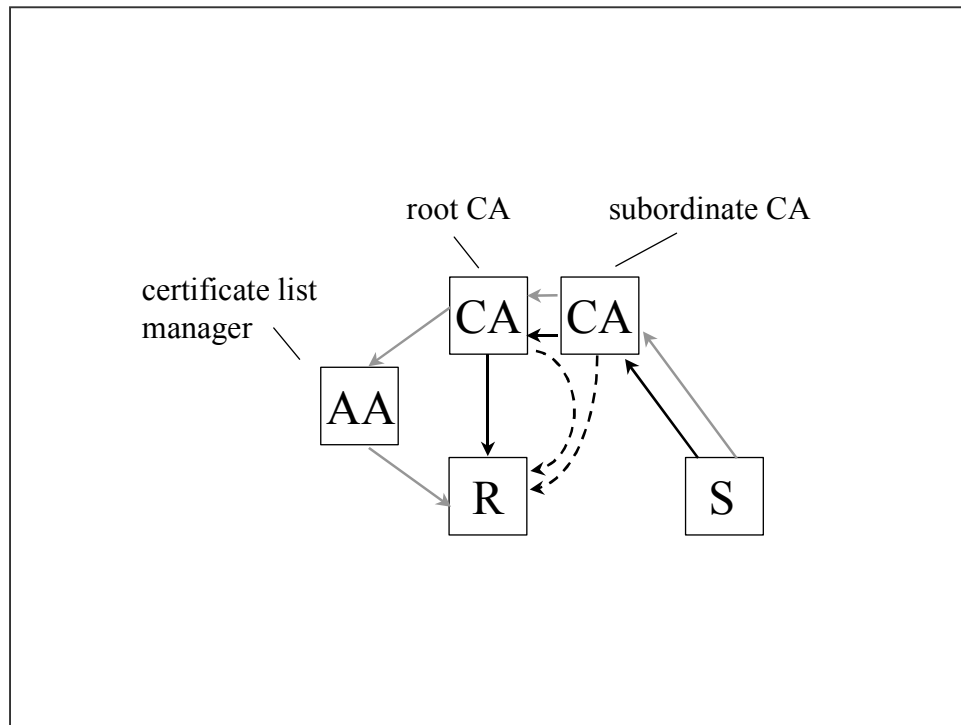 root CA
subordinate CA
certificate list
manager
CA
CA
AA
R
S